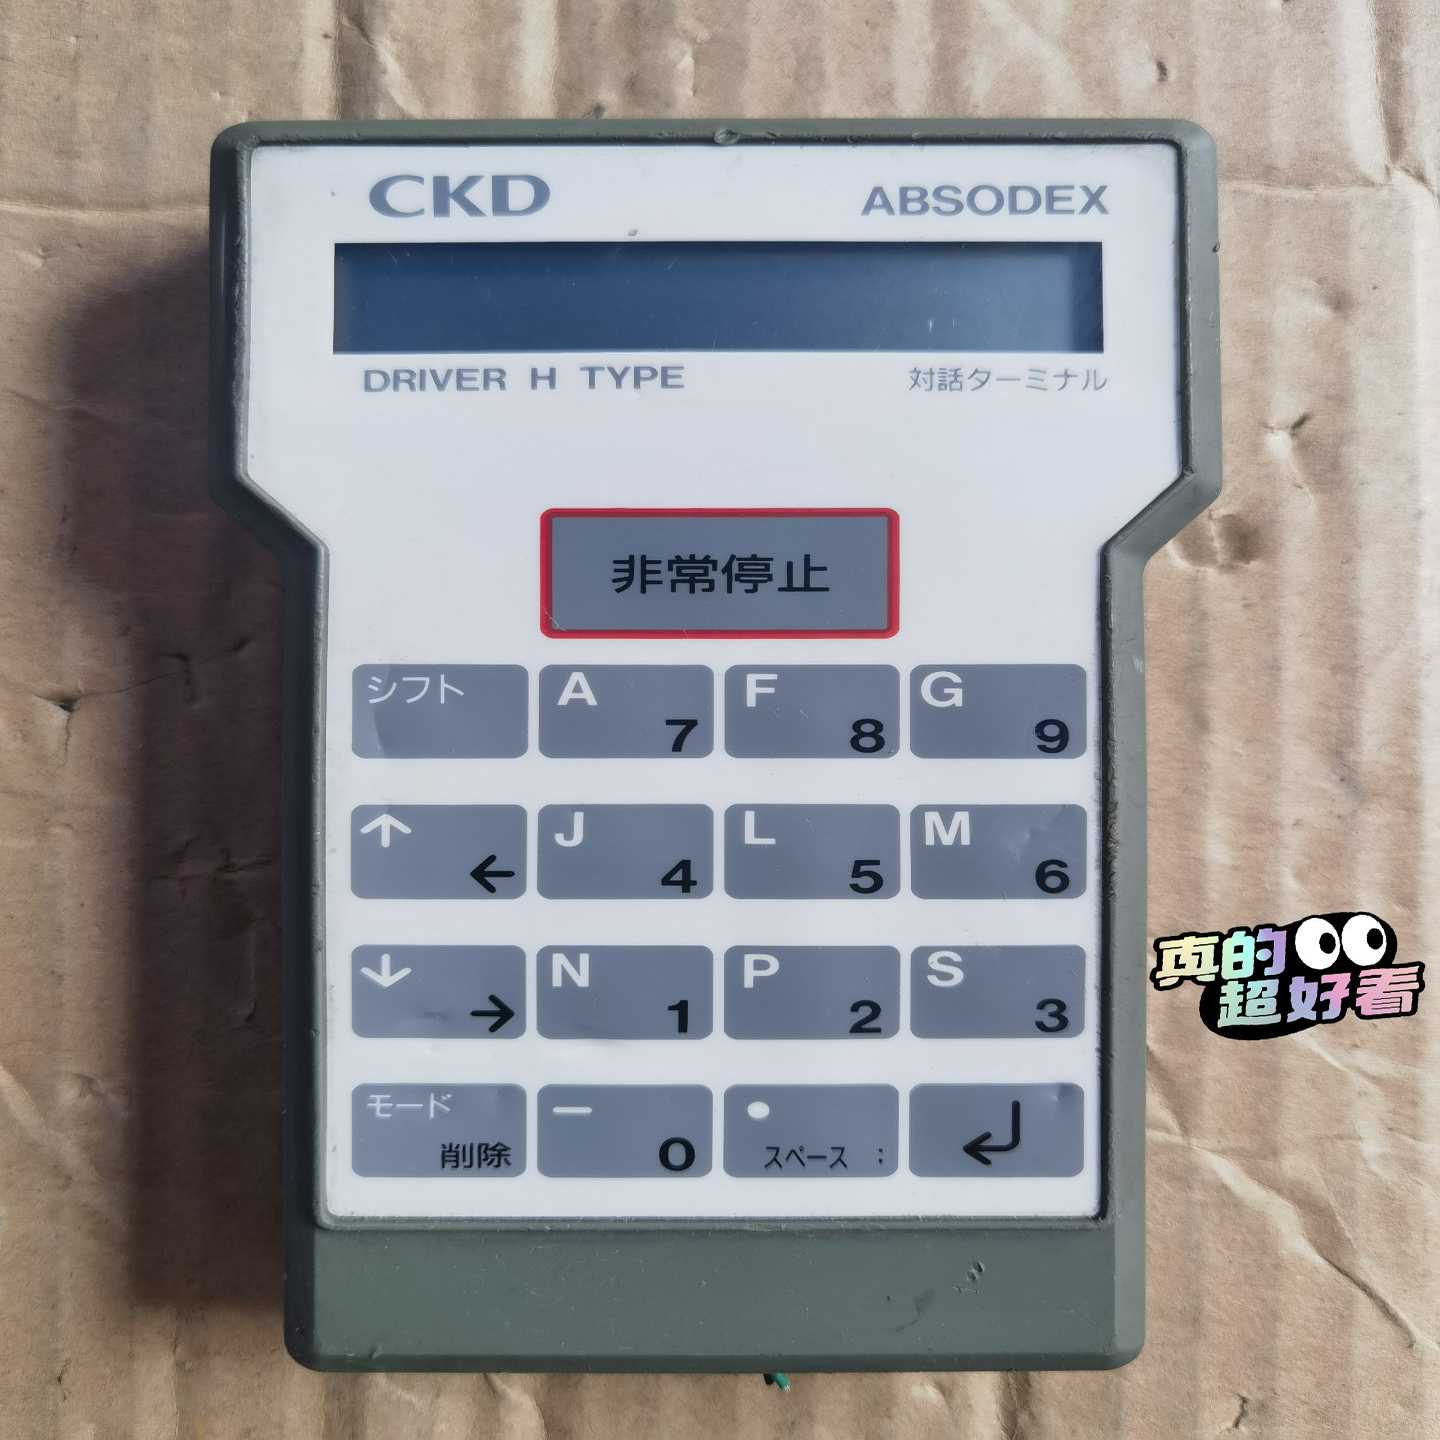 CKD
ABSODEX
DRIVER H TYPE
対話ターミナル
非常停止
シフト
A 7
F 8
G 9
↑ ←
J 4
L 5
M 6
↓ →
N 1
P 2
S 3
モード 削除
— 0
• スペース :
↵
真的
超好看